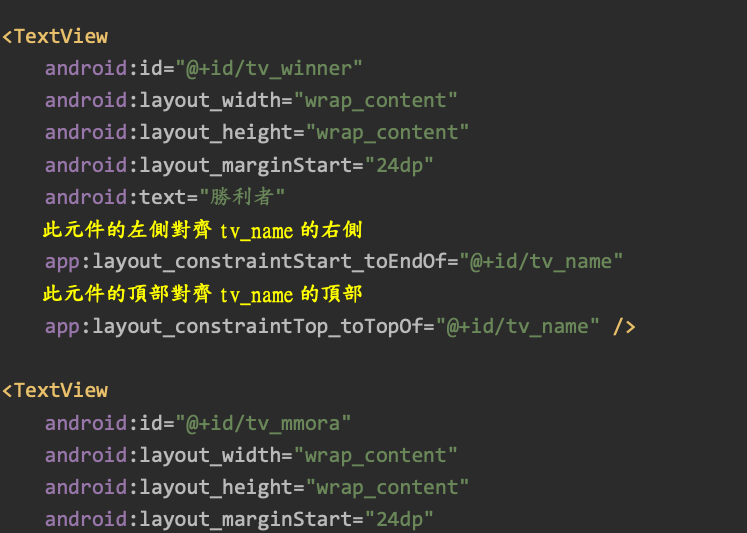 <TextView
android:id="@+id/tv_winner"
android:layout_width="wrap_content"
android:layout_height="wrap_content"
android:layout_marginStart="24dp"
android:text="勝利者"
此元件的左側對齊 tv_name 的右側
app:layout_constraintStart_toEndOf="@+id/tv_name"
此元件的頂部對齊 tv_name 的頂部
app:layout_constraintTop_toTopOf="@+id/tv_name" />
<TextView
android:id="@+id/tv_mmora"
android:layout_width="wrap_content"
android:layout_height="wrap_content"
android:layout_marginStart="24dp"